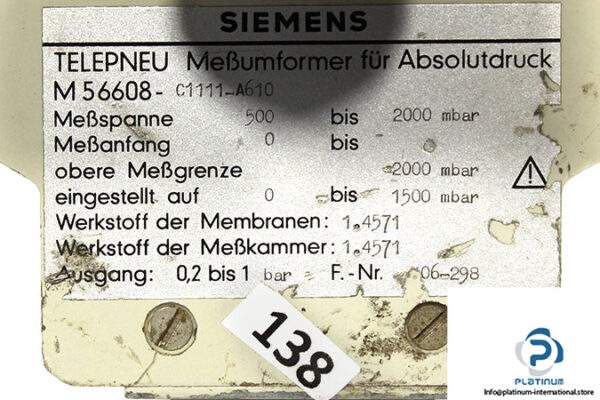 SIEMENS
TELEPNEU Meßumformer für Absolutdruck
M 56608- C1111-A610
Meßspanne 500 bis 2000 mbar
Meßanfang 0 bis
obere Meßgrenze 2000 mbar
eingestellt auf 0 bis 1500 mbar
Werkstoff der Membranen: 1.4571
Werkstoff der Meßkammer: 1.4571
Ausgang: 0,2 bis 1 bar F.-Nr. 06-298
138
PLATINUM
Info@platinum-international.store